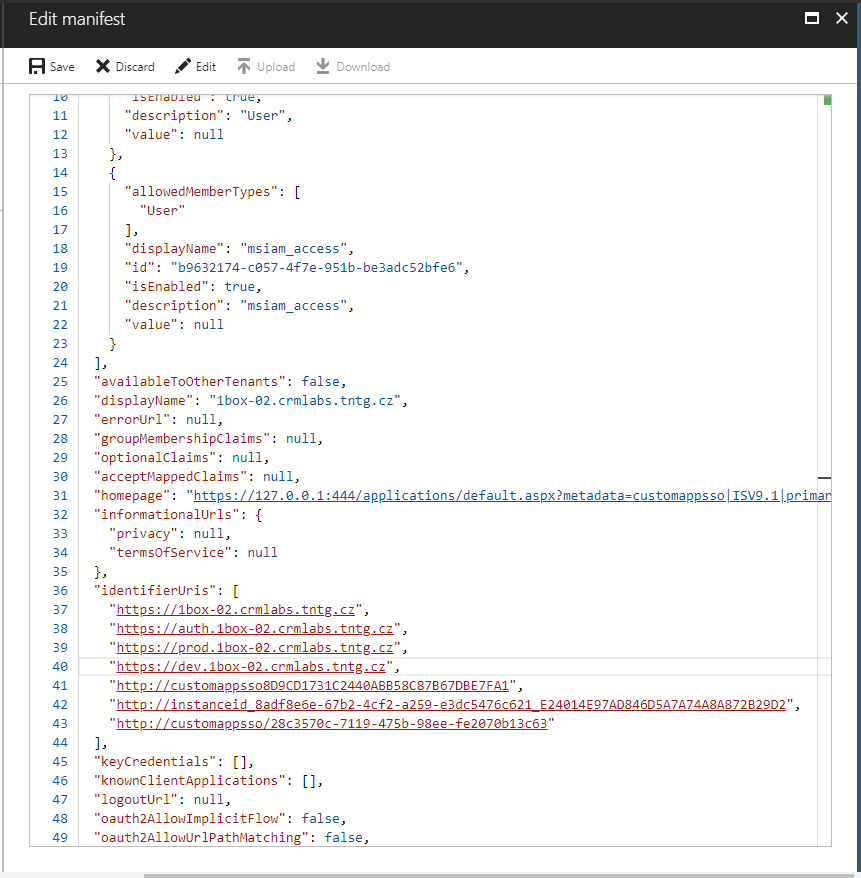 Edit manifest
Save Discard Edit Upload Download
10 "isEnabled": true,
11 "description": "User",
12 "value": null
13 },
14 {
15 "allowedMemberTypes": [
16 "User"
17 ],
18 "displayName": "msiam_access",
19 "id": "b9632174-c057-4f7e-951b-be3adc52bfe6",
20 "isEnabled": true,
21 "description": "msiam_access",
22 "value": null
23 }
24 ],
25 "availableToOtherTenants": false,
26 "displayName": "1box-02.crmlabs.tntg.cz",
27 "errorUrl": null,
28 "groupMembershipClaims": null,
29 "optionalClaims": null,
30 "acceptMappedClaims": null,
31 "homepage": "https://127.0.0.1:444/applications/default.aspx?metadata=customappsso|ISV9.1|primar
32 "informationalUrls": {
33 "privacy": null,
34 "termsOfService": null
35 },
36 "identifierUris": [
37 "https://1box-02.crmlabs.tntg.cz",
38 "https://auth.1box-02.crmlabs.tntg.cz",
39 "https://prod.1box-02.crmlabs.tntg.cz",
40 "https://dev.1box-02.crmlabs.tntg.cz",
41 "http://customappsso8D9CD1731C2440ABB58C87B67DBE7FA1",
42 "http://instanceid_8adf8e6e-67b2-4cf2-a259-e3dc5476c621_E24014E97AD846D5A7A74A8A872B29D2",
43 "http://customappsso/28c3570c-7119-475b-98ee-fe2070b13c63"
44 ],
45 "keyCredentials": [],
46 "knownClientApplications": [],
47 "logoutUrl": null,
48 "oauth2AllowImplicitFlow": false,
49 "oauth2AllowUrlPathMatching": false,